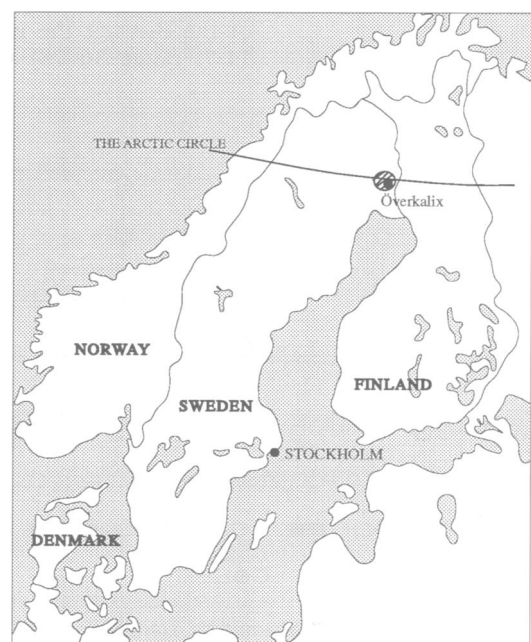 THE ARCTIC CIRCLE
Överkalix
NORWAY
FINLAND
SWEDEN
STOCKHOLM
DENMARK